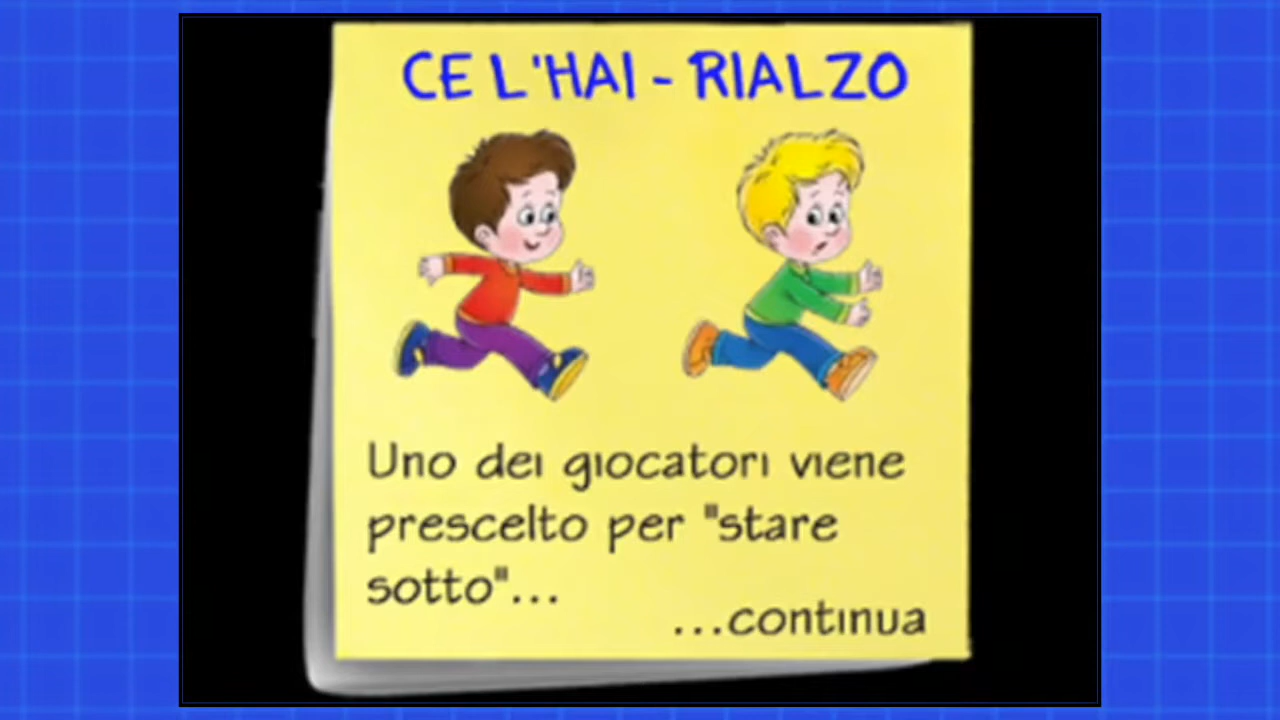 CE L'HAI - RIALZO
Uno dei giocatori viene
prescelto per "stare
sotto"...
...continua